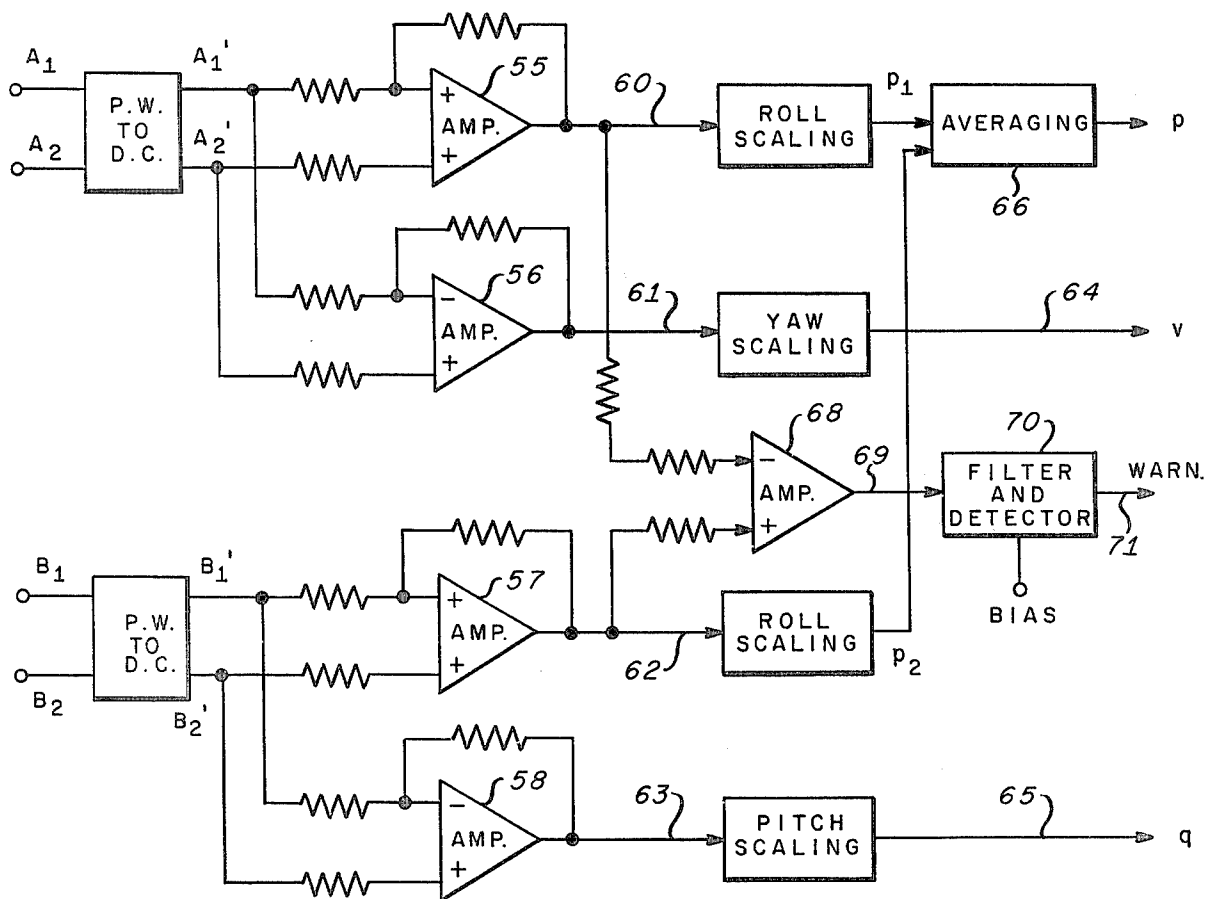 A1
A2
P.W.
TO
D.C.
A1'
A2'
+
AMP.
+
55
60
ROLL
SCALING
p1
AVERAGING
66
p
-
AMP.
+
56
61
YAW
SCALING
64
v
-
AMP.
+
68
69
70
FILTER
AND
DETECTOR
WARN.
71
BIAS
B1
B2
P.W.
TO
D.C.
B1'
B2'
+
AMP.
+
57
62
ROLL
SCALING
p2
-
AMP.
+
58
63
PITCH
SCALING
65
q